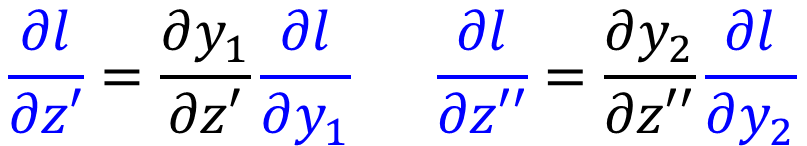 ∂l/∂z′ = ∂y₁/∂z′ ∂l/∂y₁    ∂l/∂z″ = ∂y₂/∂z″ ∂l/∂y₂